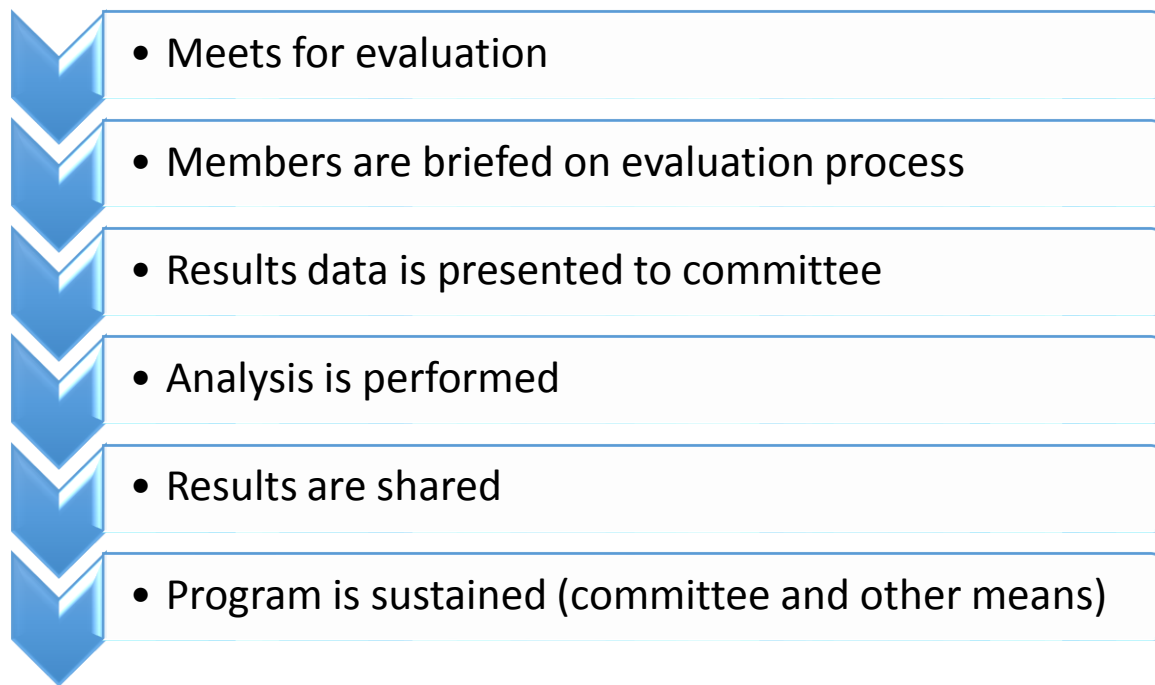 • Meets for evaluation
• Members are briefed on evaluation process
• Results data is presented to committee
• Analysis is performed
• Results are shared
• Program is sustained (committee and other means)